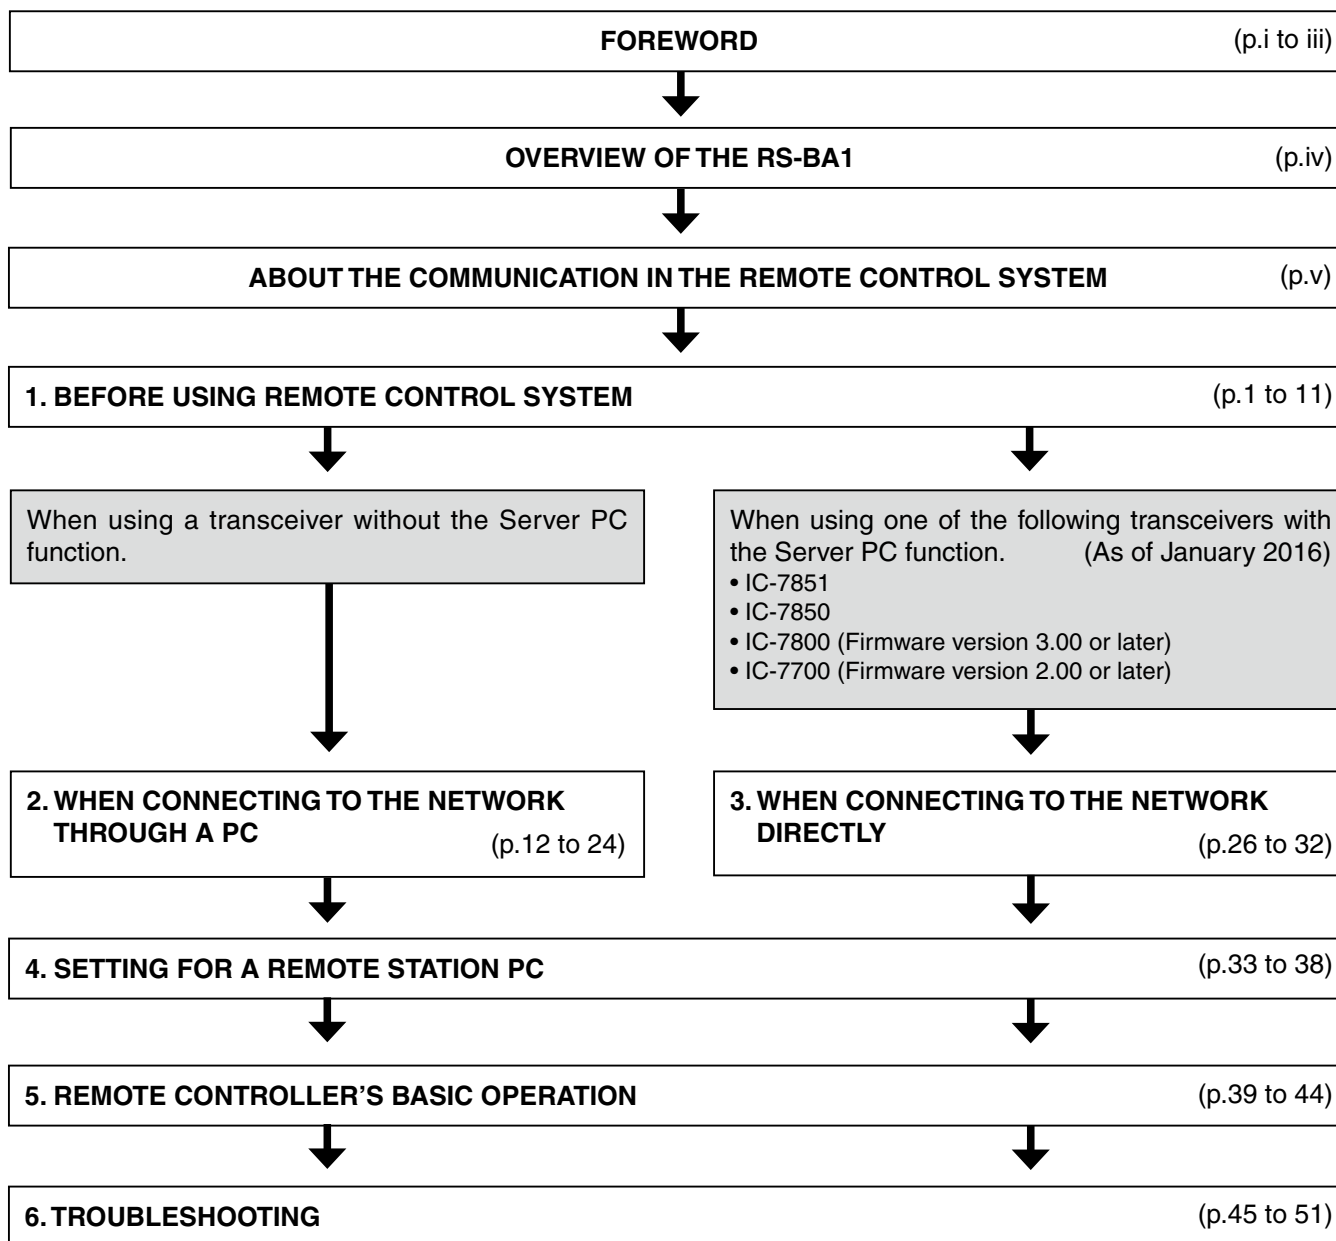 FOREWORD (p.i to iii)
OVERVIEW OF THE RS-BA1 (p.iv)
ABOUT THE COMMUNICATION IN THE REMOTE CONTROL SYSTEM (p.v)
1. BEFORE USING REMOTE CONTROL SYSTEM (p.1 to 11)
When using a transceiver without the Server PC
function.
When using one of the following transceivers with
the Server PC function. (As of January 2016)
• IC-7851
• IC-7850
• IC-7800 (Firmware version 3.00 or later)
• IC-7700 (Firmware version 2.00 or later)
2. WHEN CONNECTING TO THE NETWORK
THROUGH A PC (p.12 to 24)
3. WHEN CONNECTING TO THE NETWORK
DIRECTLY (p.26 to 32)
4. SETTING FOR A REMOTE STATION PC (p.33 to 38)
5. REMOTE CONTROLLER’S BASIC OPERATION (p.39 to 44)
6. TROUBLESHOOTING (p.45 to 51)